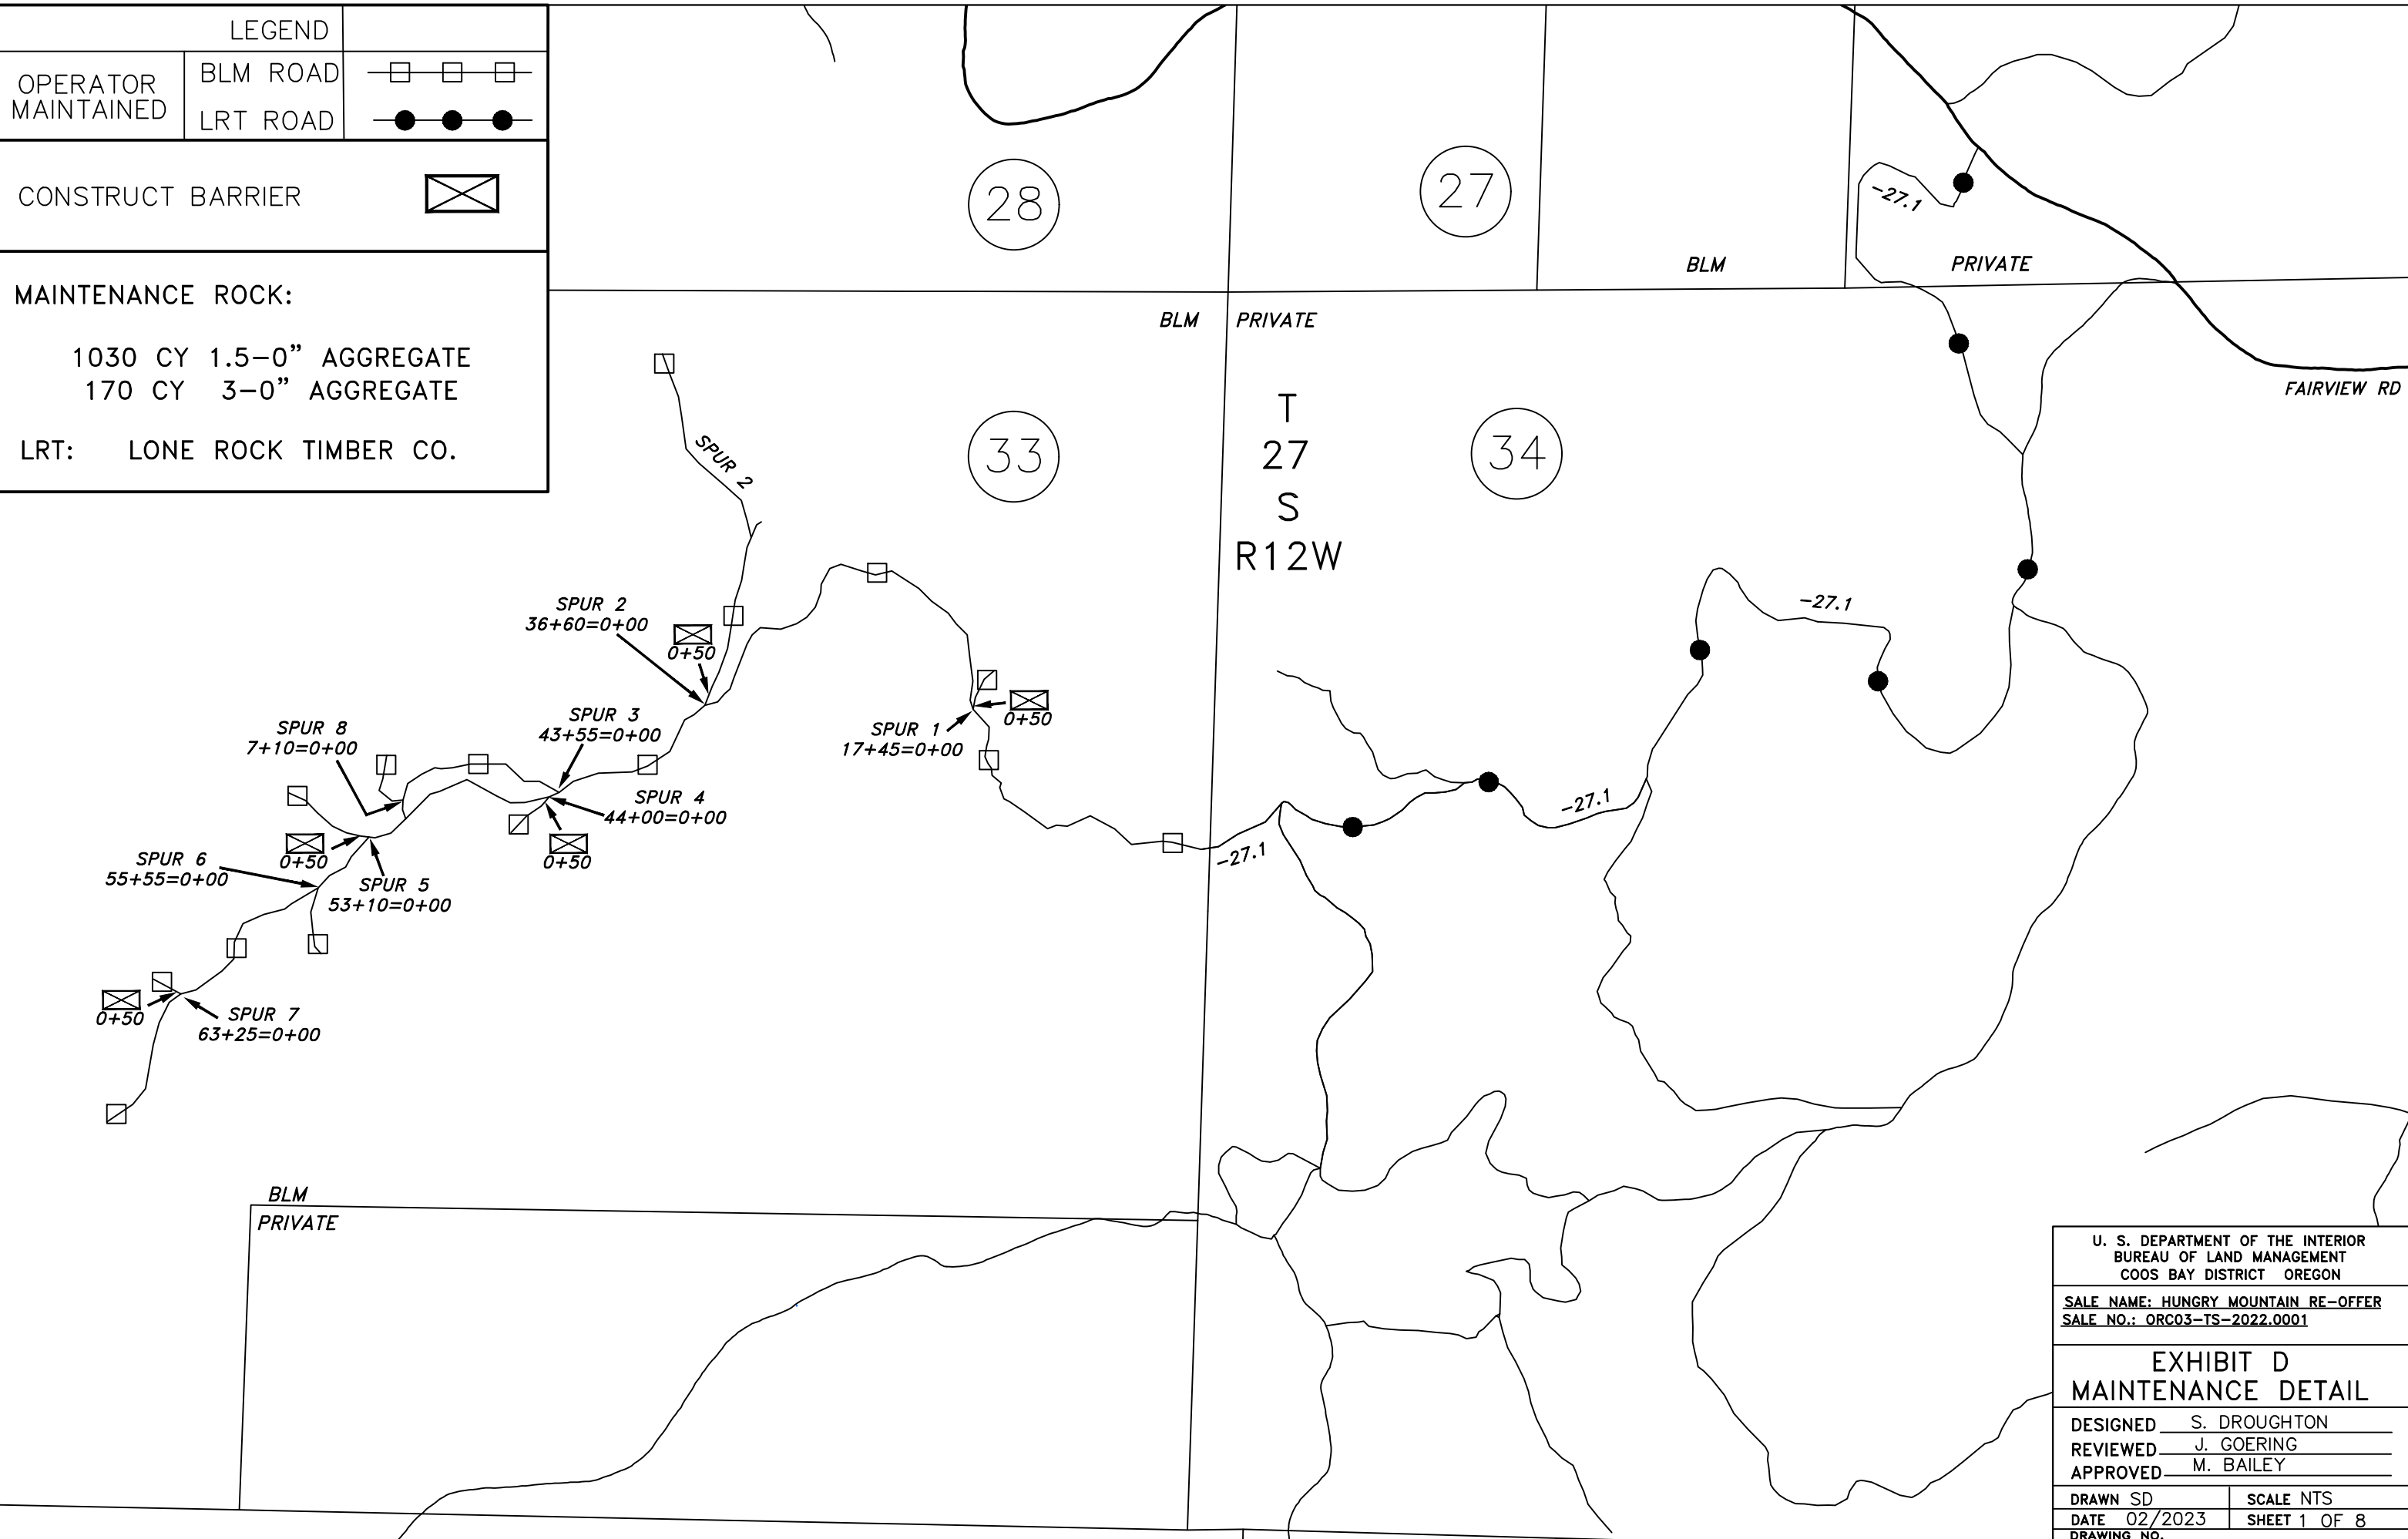 LEGEND
OPERATOR
MAINTAINED
BLM ROAD
LRT ROAD
CONSTRUCT BARRIER
MAINTENANCE ROCK:
1030 CY 1.5-0" AGGREGATE
170 CY 3-0" AGGREGATE
LRT: LONE ROCK TIMBER CO.
28
27
-27.1
BLM
PRIVATE
BLM
PRIVATE
FAIRVIEW RD
T
27
S
R12W
33
34
SPUR 2
SPUR 2
36+60=0+00
0+50
-27.1
SPUR 1
17+45=0+00
0+50
SPUR 3
43+55=0+00
SPUR 8
7+10=0+00
SPUR 4
44+00=0+00
0+50
-27.1
-27.1
0+50
SPUR 6
55+55=0+00
SPUR 5
53+10=0+00
0+50
SPUR 7
63+25=0+00
BLM
PRIVATE
U. S. DEPARTMENT OF THE INTERIOR
BUREAU OF LAND MANAGEMENT
COOS BAY DISTRICT OREGON
SALE NAME: HUNGRY MOUNTAIN RE-OFFER
SALE NO.: ORC03-TS-2022.0001
EXHIBIT D
MAINTENANCE DETAIL
DESIGNED S. DROUGHTON
REVIEWED J. GOERING
APPROVED M. BAILEY
DRAWN SD
SCALE NTS
DATE 02/2023
SHEET 1 OF 8
DRAWING NO.